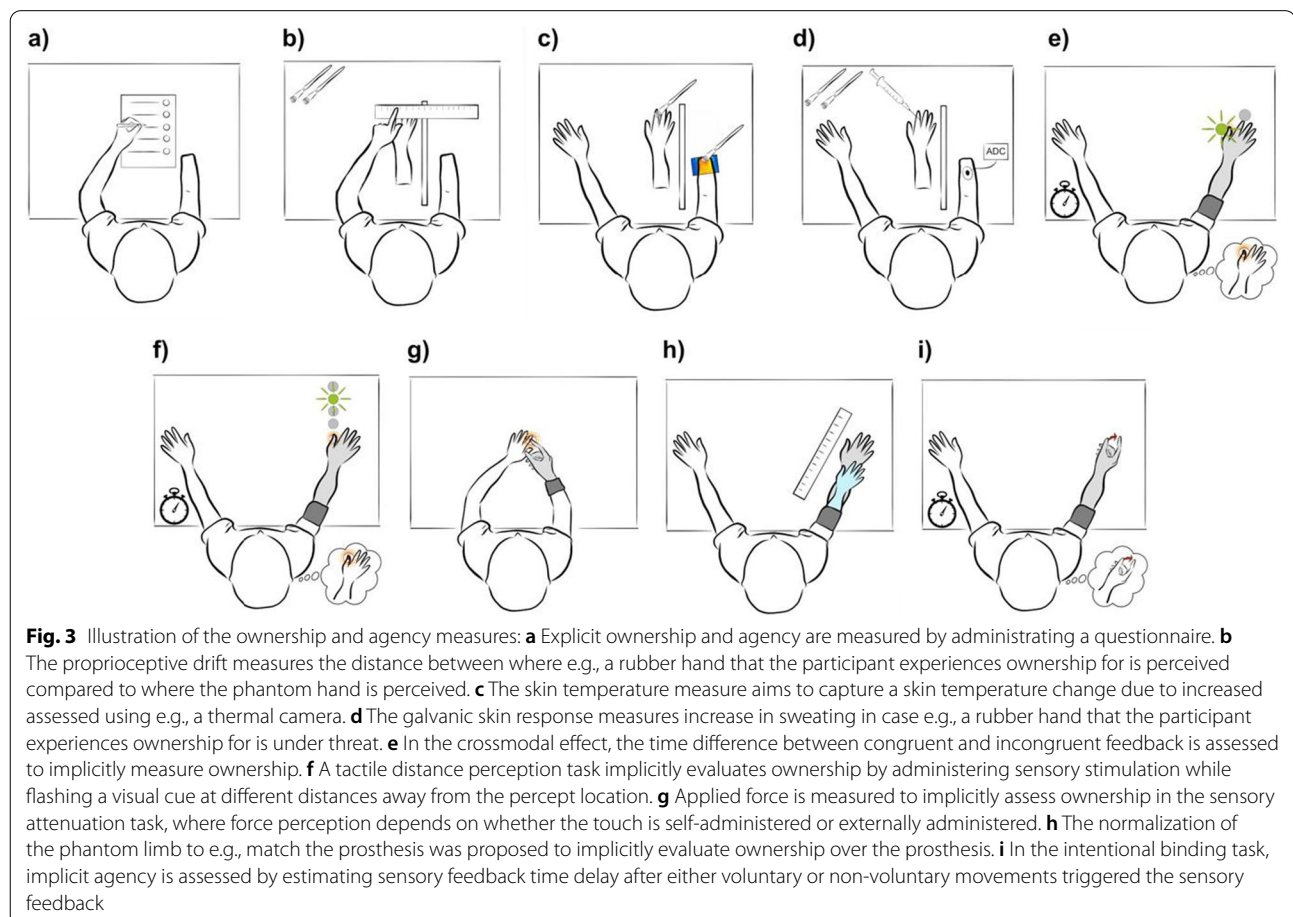 a)
b)
c)
d)
e)
ADC
f)
g)
h)
i)
Fig. 3 Illustration of the ownership and agency measures: a Explicit ownership and agency are measured by administrating a questionnaire. b
The proprioceptive drift measures the distance between where e.g., a rubber hand that the participant experiences ownership for is perceived
compared to where the phantom hand is perceived. c The skin temperature measure aims to capture a skin temperature change due to increased
assessed using e.g., a thermal camera. d The galvanic skin response measures increase in sweating in case e.g., a rubber hand that the participant
experiences ownership for is under threat. e In the crossmodal effect, the time difference between congruent and incongruent feedback is assessed
to implicitly measure ownership. f A tactile distance perception task implicitly evaluates ownership by administering sensory stimulation while
flashing a visual cue at different distances away from the percept location. g Applied force is measured to implicitly assess ownership in the sensory
attenuation task, where force perception depends on whether the touch is self-administered or externally administered. h The normalization of
the phantom limb to e.g., match the prosthesis was proposed to implicitly evaluate ownership over the prosthesis. i In the intentional binding task,
implicit agency is assessed by estimating sensory feedback time delay after either voluntary or non-voluntary movements triggered the sensory
feedback